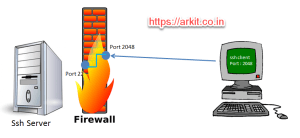 https://arkit.co.in
Port 2048
ssh client
Port : 2048
Port 22
Ssh Server
Firewall